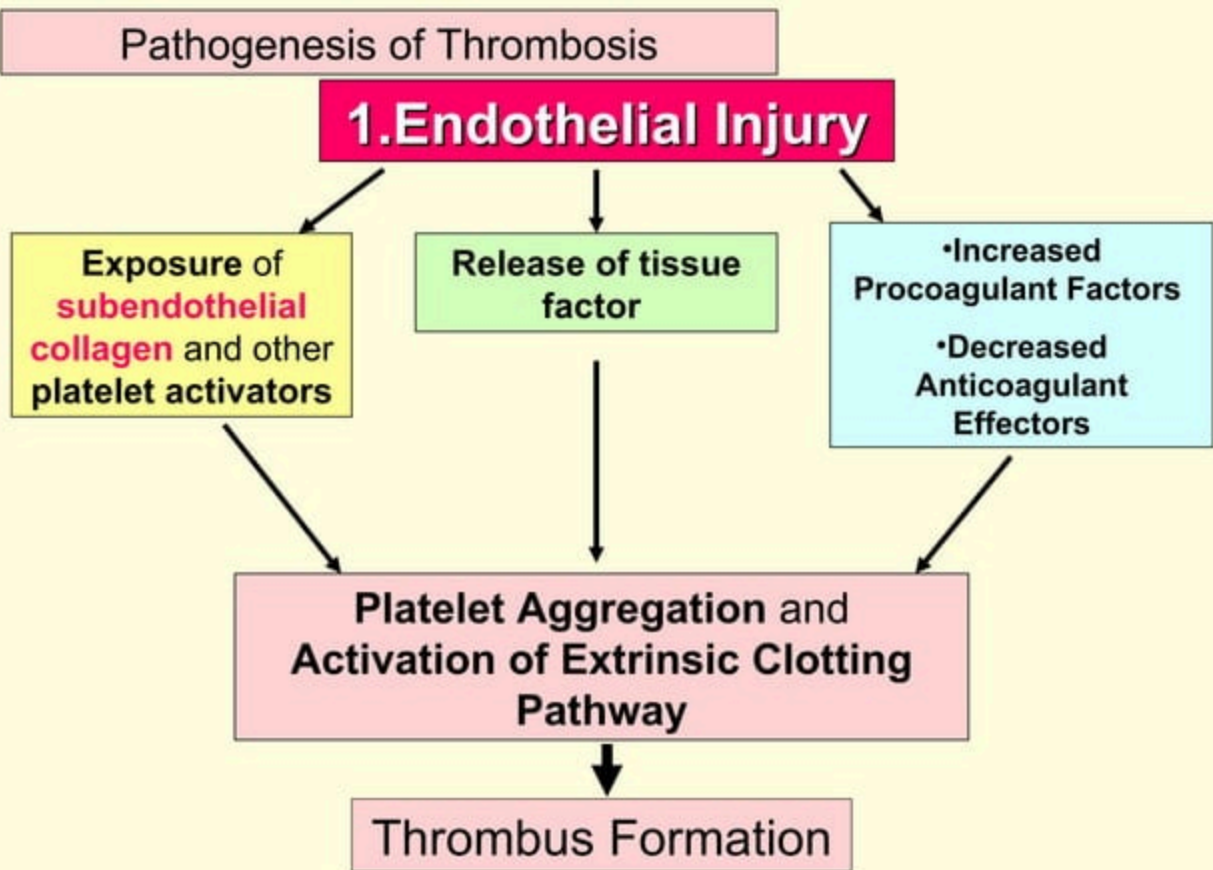 Pathogenesis of Thrombosis
1.Endothelial Injury
Exposure of
subendothelial
collagen and other
platelet activators
Release of tissue
factor
•Increased
Procoagulant Factors
•Decreased
Anticoagulant
Effectors
Platelet Aggregation and
Activation of Extrinsic Clotting
Pathway
Thrombus Formation